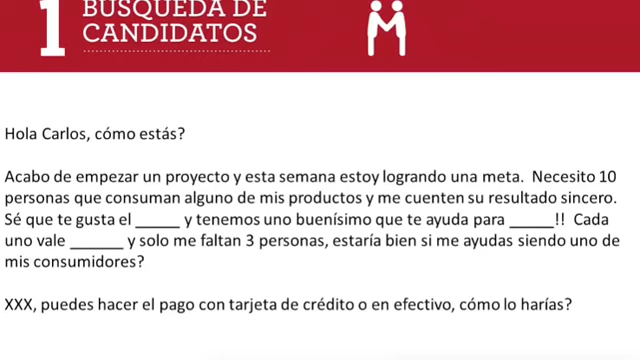 1 BÚSQUEDA DE
CANDIDATOS
Hola Carlos, cómo estás?
Acabo de empezar un proyecto y esta semana estoy logrando una meta. Necesito 10
personas que consuman alguno de mis productos y me cuenten su resultado sincero.
Sé que te gusta el _____ y tenemos uno buenísimo que te ayuda para _____!! Cada
uno vale ______ y solo me faltan 3 personas, estaría bien si me ayudas siendo uno de
mis consumidores?
XXX, puedes hacer el pago con tarjeta de crédito o en efectivo, cómo lo harías?